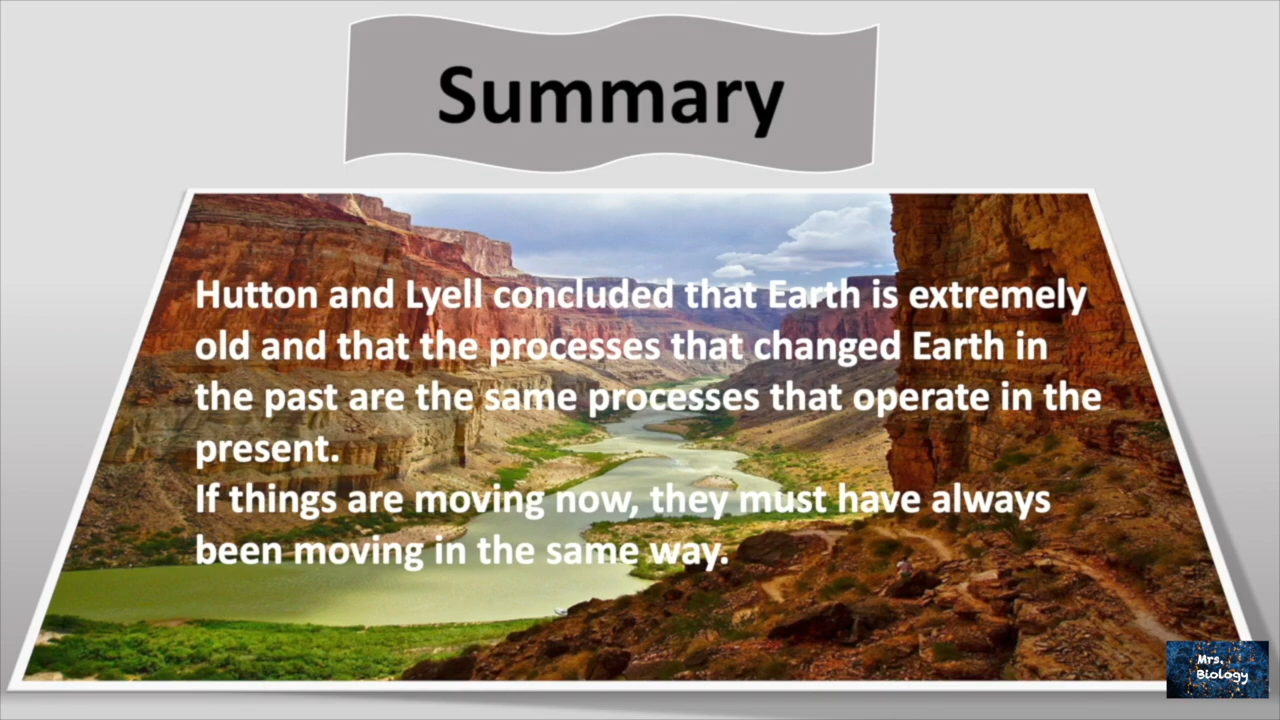 Summary
Hutton and Lyell concluded that Earth is extremely
old and that the processes that changed Earth in
the past are the same processes that operate in the
present.
If things are moving now, they must have always
been moving in the same way.
Mrs.
Biology